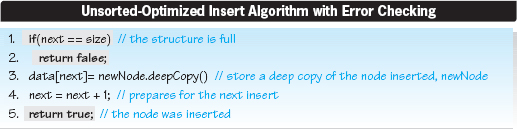 Unsorted-Optimized Insert Algorithm with Error Checking
1. if(next == size) // the structure is full
2. return false;
3. data[next]= newNode.deepCopy() // store a deep copy of the node inserted, newNode
4. next = next + 1; // prepares for the next insert
5. return true; // the node was inserted